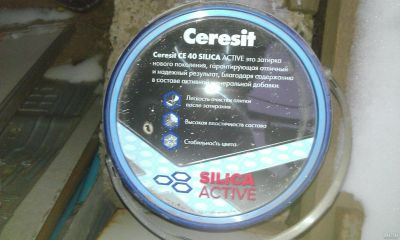 Ceresit
Ceresit CE 40 SILICA ACTIVE это затирка
нового поколения, гарантирующая отличный
и надежный результат, благодаря содержанию
в составе активной минеральной добавки.
Легкость очистки плитки
после затирания
Высокая пластичность состава
Стабильность цвета
SILICA
ACTIVE